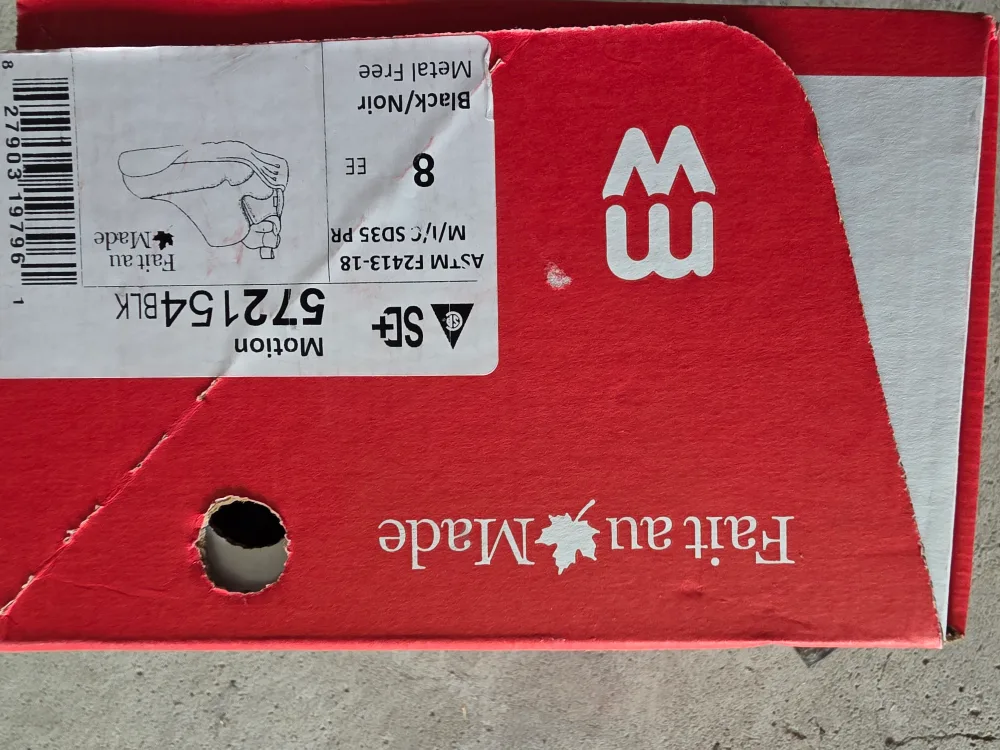 Fait au Made
Motion
572154BLK
SD+
Fait au
Made
ASTM F2413-18
M/I/C SD35 PR
8 EE
Black/Noir
Metal Free
8 27903 19796 1
mw